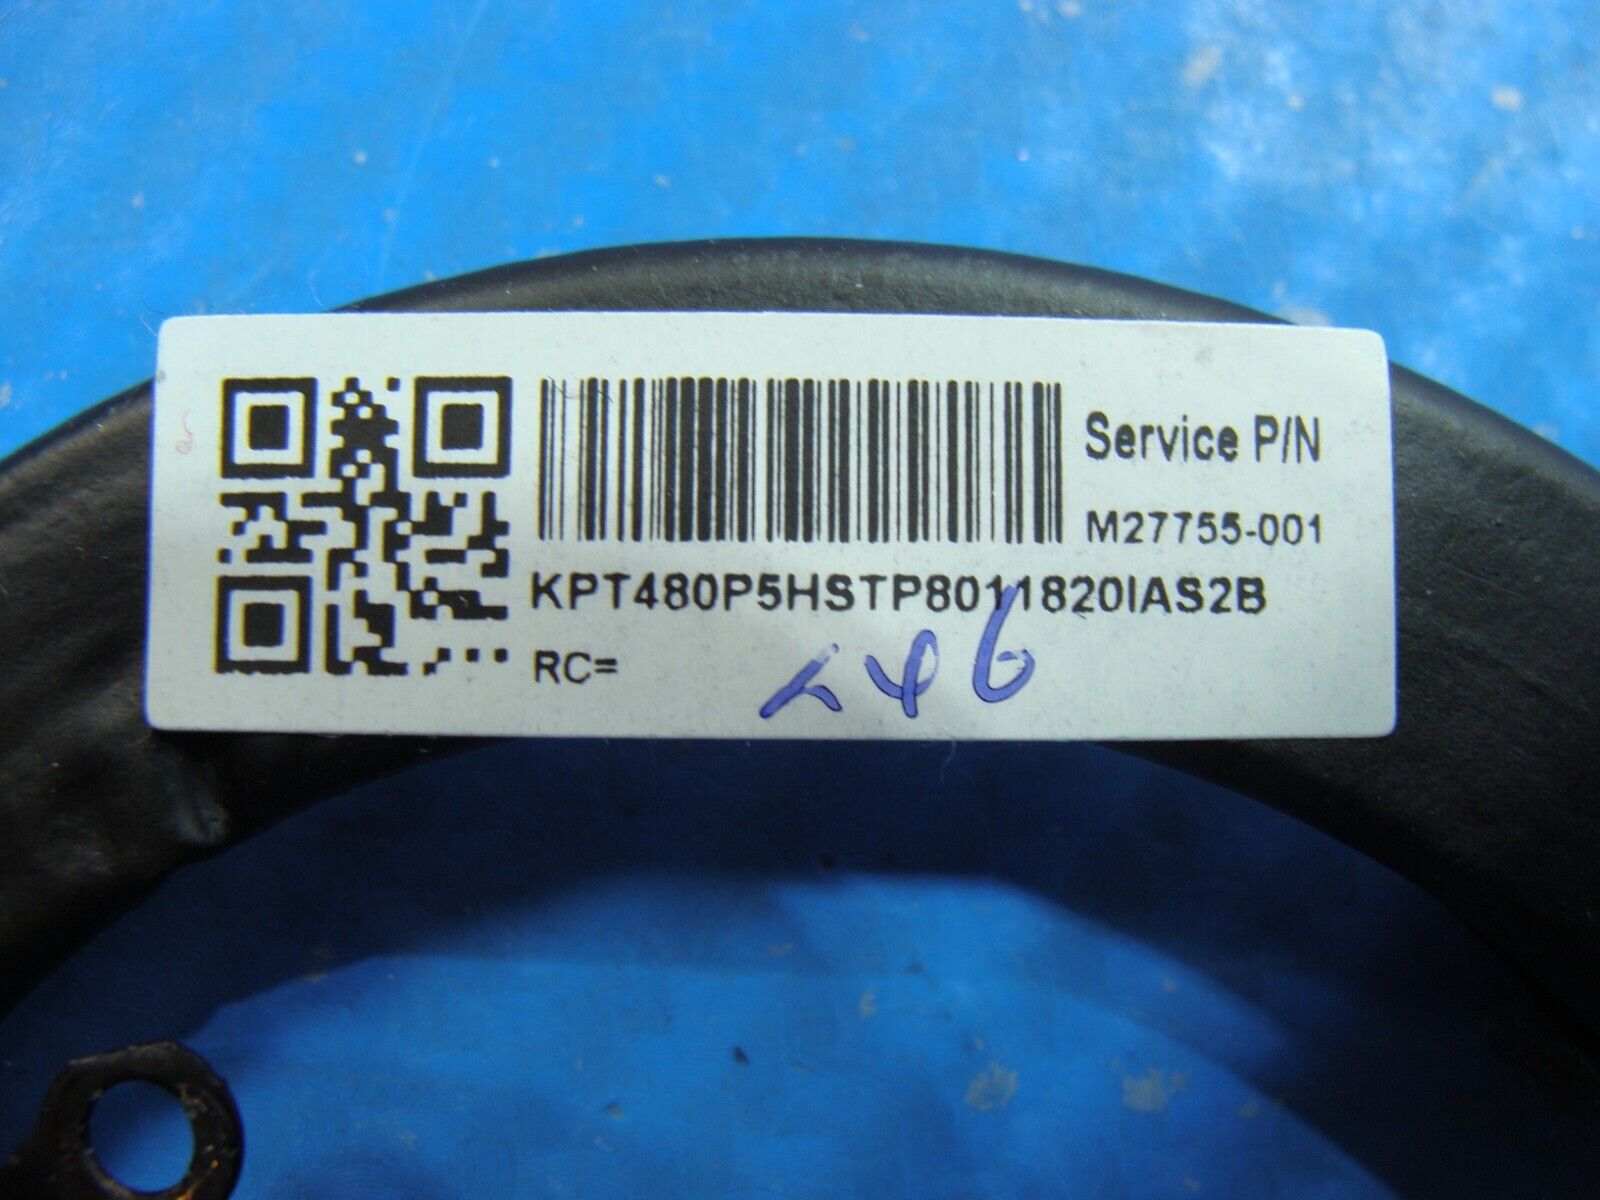 Service P/N
M27755-001
KPT480P5HSTP8011820IAS2B
RC=